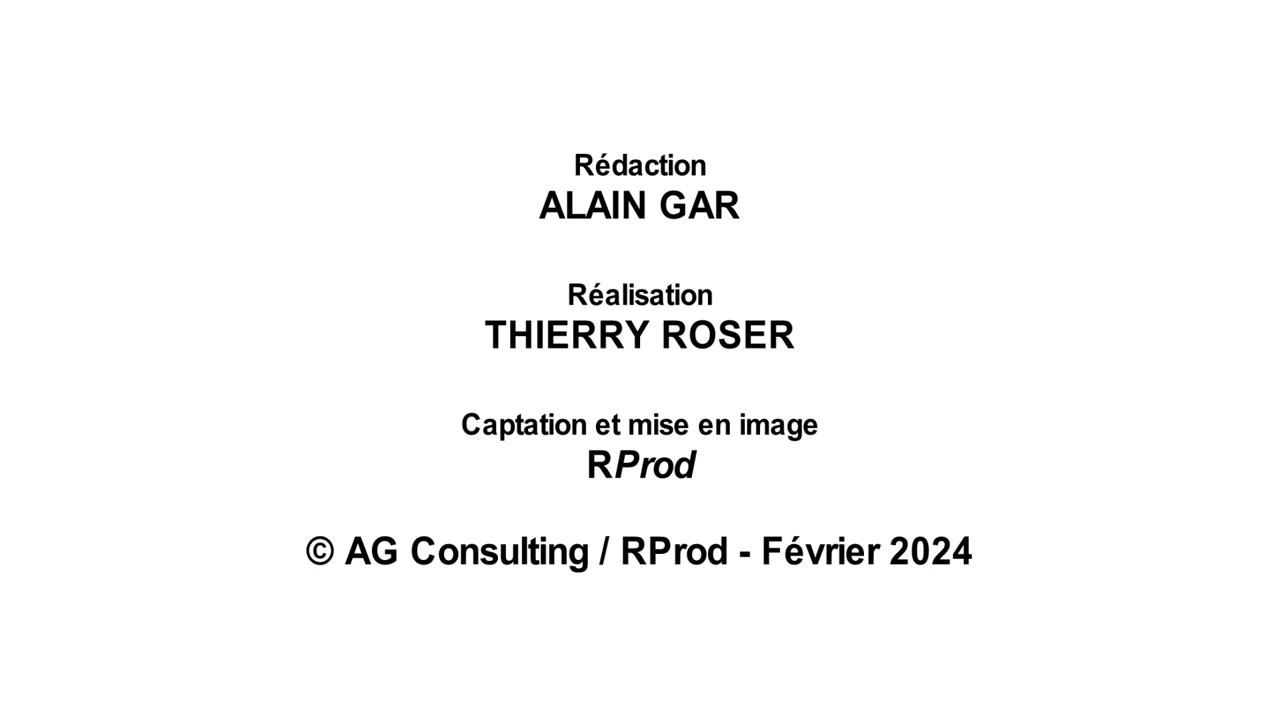 Rédaction
ALAIN GAR
Réalisation
THIERRY ROSER
Captation et mise en image
RProd
© AG Consulting / RProd - Février 2024